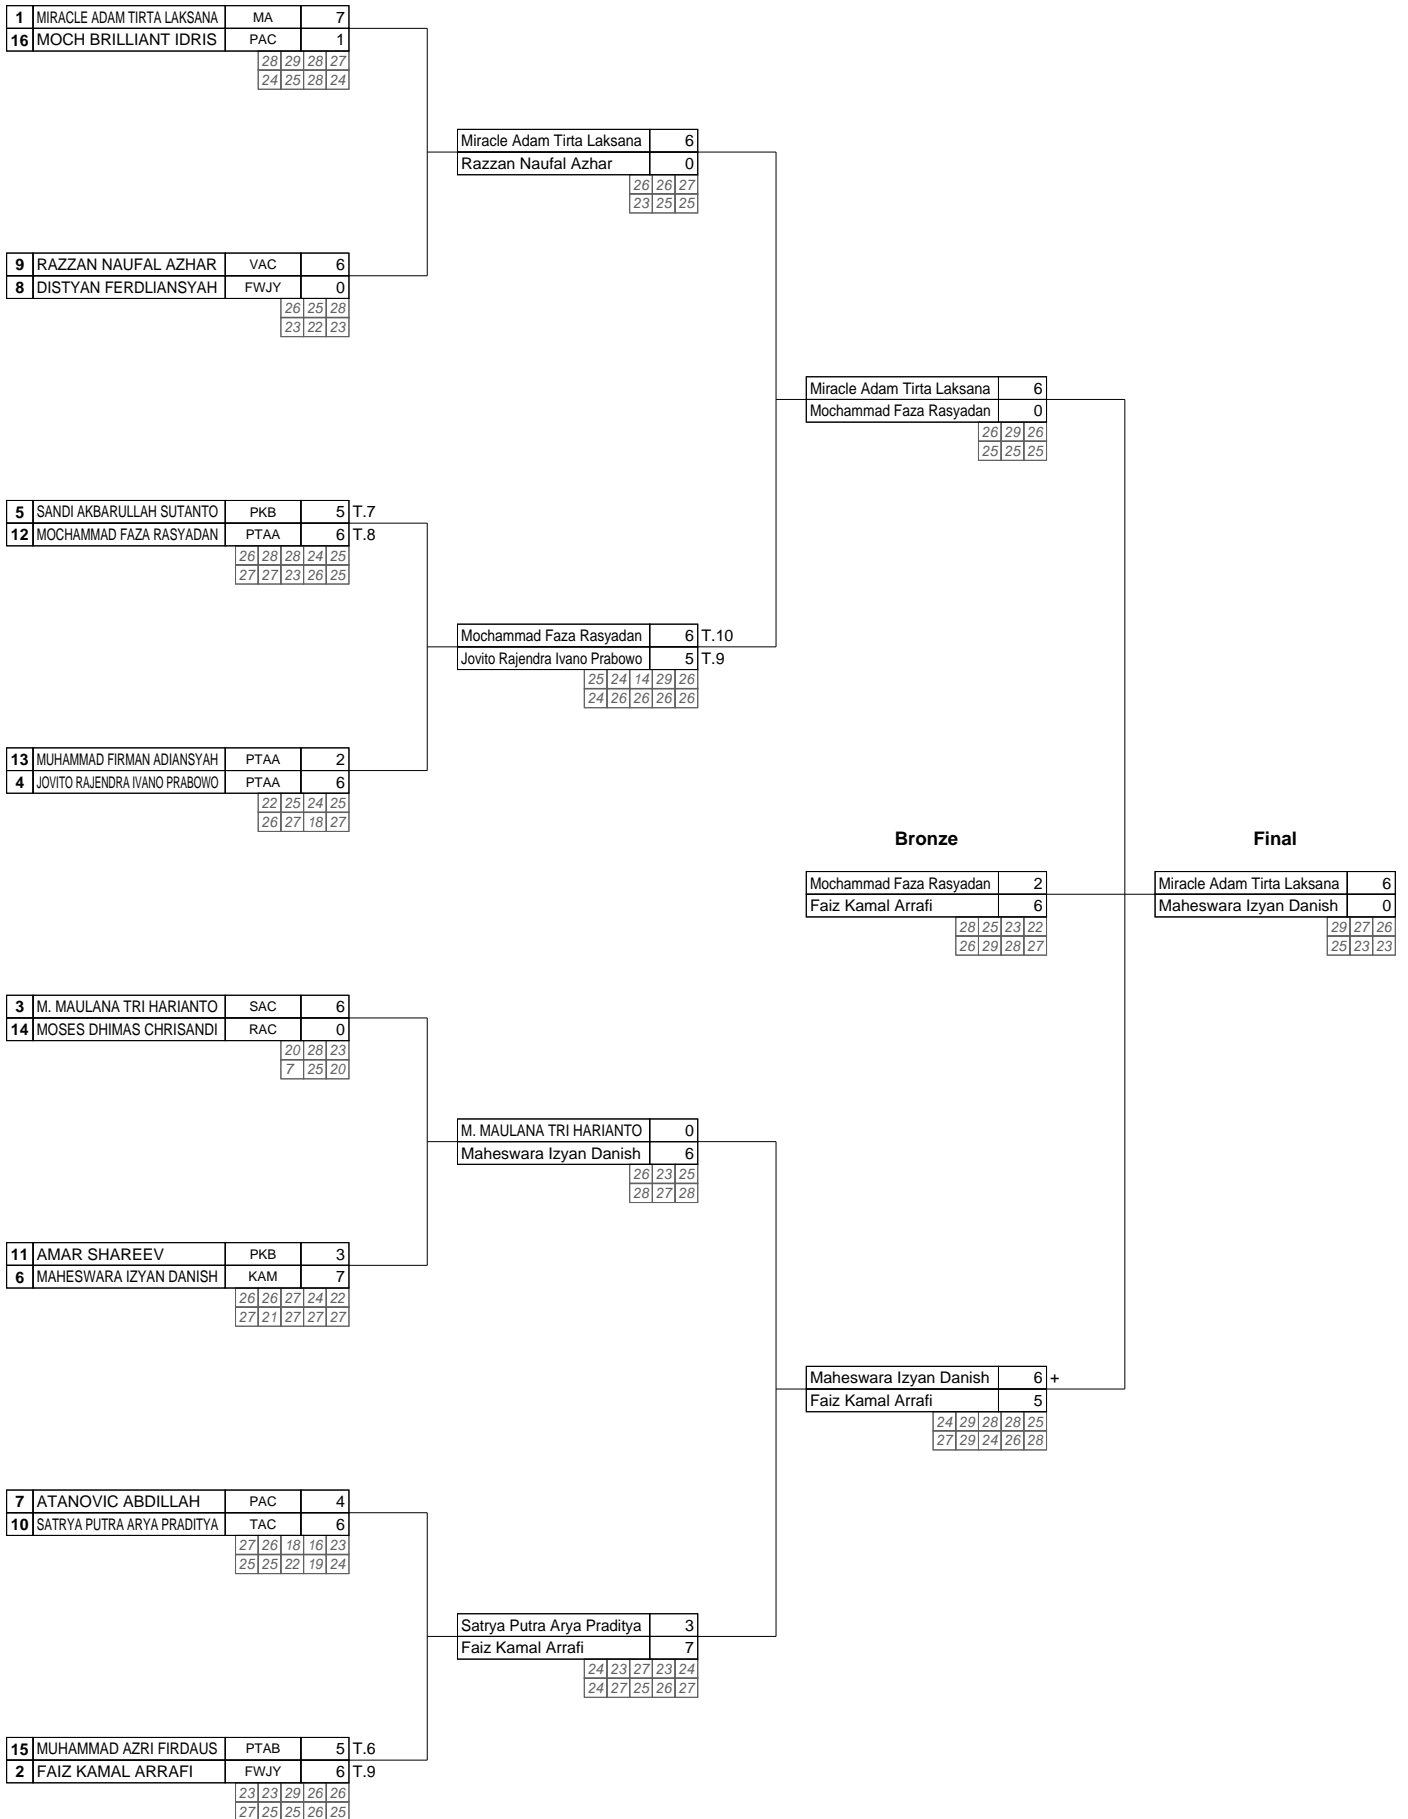 1 MIRACLE ADAM TIRTA LAKSANA MA 7
16 MOCH BRILLIANT IDRIS PAC 1
28 29 28 27
24 25 28 24
Miracle Adam Tirta Laksana 6
Razzan Naufal Azhar 0
26 26 27
23 25 25
9 RAZZAN NAUFAL AZHAR VAC 6
8 DISTYAN FERDLIANSYAH FWJY 0
26 25 28
23 22 23
Miracle Adam Tirta Laksana 6
Mochammad Faza Rasyadan 0
26 29 26
25 25 25
5 SANDI AKBARULLAH SUTANTO PKB 5 T.7
12 MOCHAMMAD FAZA RASYADAN PTAA 6 T.8
26 28 28 24 25
27 27 23 26 25
Mochammad Faza Rasyadan 6 T.10
Jovito Rajendra Ivano Prabowo 5 T.9
25 24 14 29 26
24 26 26 26 26
13 MUHAMMAD FIRMAN ADIANSYAH PTAA 2
4 JOVITO RAJENDRA IVANO PRABOWO PTAA 6
22 25 24 25
26 27 18 27
Bronze Final
Mochammad Faza Rasyadan 2 Miracle Adam Tirta Laksana 6
Faiz Kamal Arrafi 6 Maheswara Izyan Danish 0
28 25 23 22 29 27 26
26 29 28 27 25 23 23
3 M. MAULANA TRI HARIANTO SAC 6
14 MOSES DHIMAS CHRISANDI RAC 0
20 28 23
7 25 20
M. MAULANA TRI HARIANTO 0
Maheswara Izyan Danish 6
26 23 25
28 27 28
11 AMAR SHAREEV PKB 3
6 MAHESWARA IZYAN DANISH KAM 7
26 26 27 24 22
27 21 27 27 27
Maheswara Izyan Danish 6 +
Faiz Kamal Arrafi 5
24 29 28 28 25
27 29 24 26 28
7 ATANOVIC ABDILLAH PAC 4
10 SATRYA PUTRA ARYA PRADITYA TAC 6
27 26 18 16 23
25 25 22 19 24
Satrya Putra Arya Praditya 3
Faiz Kamal Arrafi 7
24 23 27 23 24
24 27 25 26 27
15 MUHAMMAD AZRI FIRDAUS PTAB 5 T.6
2 FAIZ KAMAL ARRAFI FWJY 6 T.9
23 23 29 26 26
27 25 25 26 25